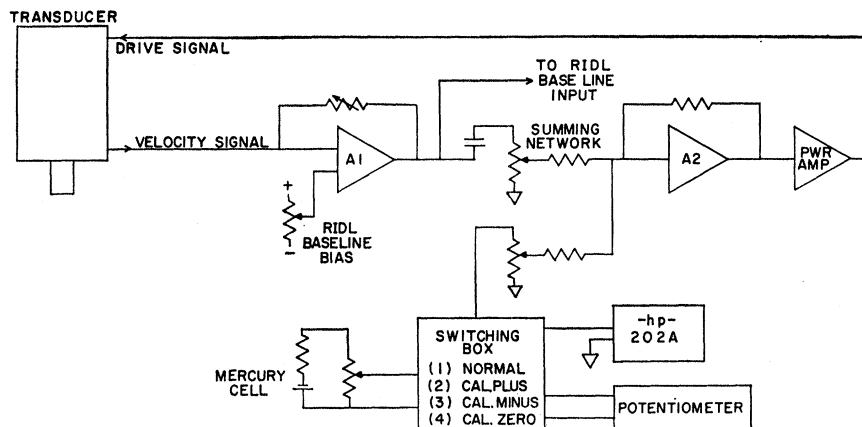 TRANSDUCER
DRIVE SIGNAL
TO RIDL
BASE LINE
INPUT
VELOCITY SIGNAL
A1
SUMMING
NETWORK
A2
PWR
AMP
+
RIDL
BASELINE
BIAS
−
-hp-
202A
SWITCHING
BOX
(1) NORMAL
(2) CAL.PLUS
(3) CAL.MINUS
(4) CAL.ZERO
MERCURY
CELL
POTENTIOMETER